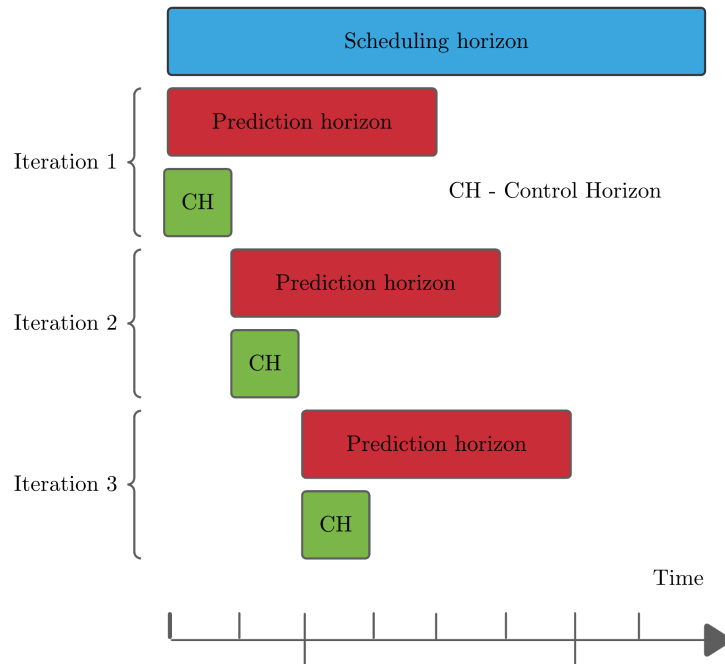 Scheduling horizon
Prediction horizon
Iteration 1
CH
CH - Control Horizon
Prediction horizon
Iteration 2
CH
Prediction horizon
Iteration 3
CH
Time